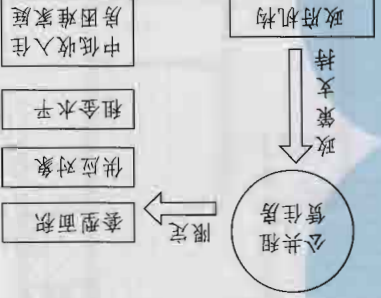 公共租
赁住房
限定
套型面积
供应对象
租金水平
政策支持
政府机构
中低收入住
房困难家庭